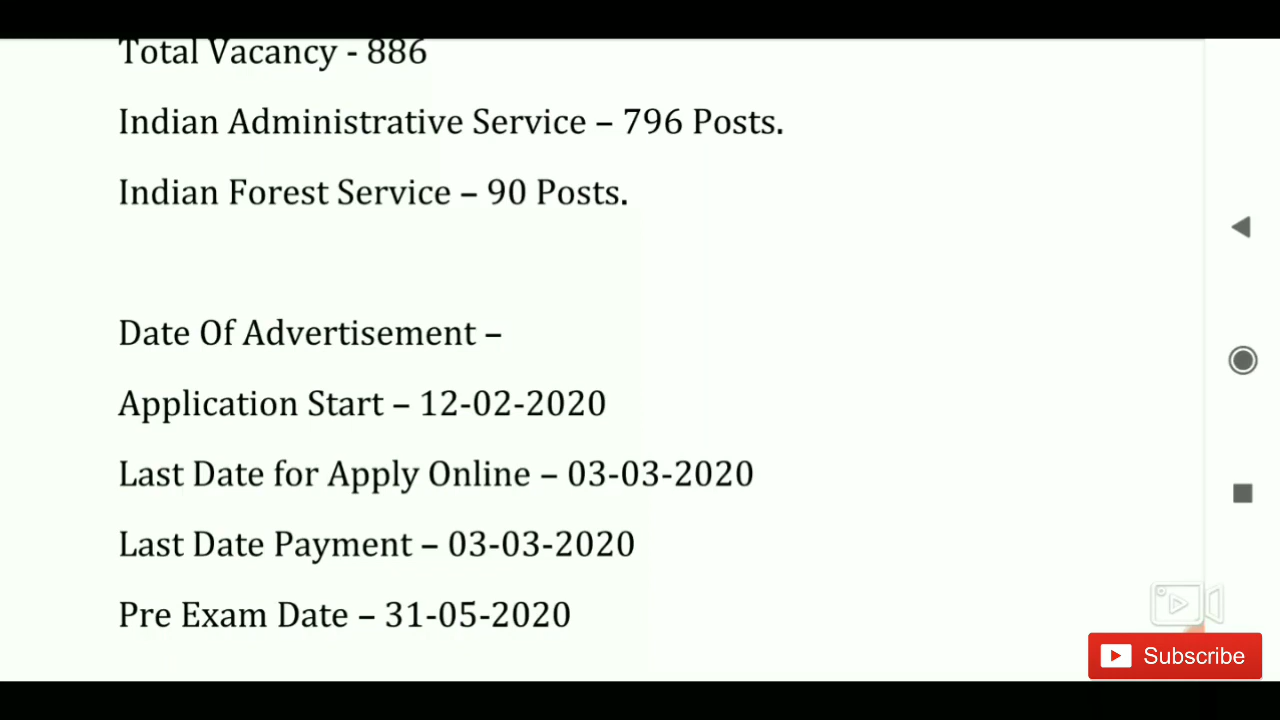 Total Vacancy - 886
Indian Administrative Service – 796 Posts.
Indian Forest Service – 90 Posts.
Date Of Advertisement –
Application Start – 12-02-2020
Last Date for Apply Online – 03-03-2020
Last Date Payment – 03-03-2020
Pre Exam Date – 31-05-2020
Subscribe